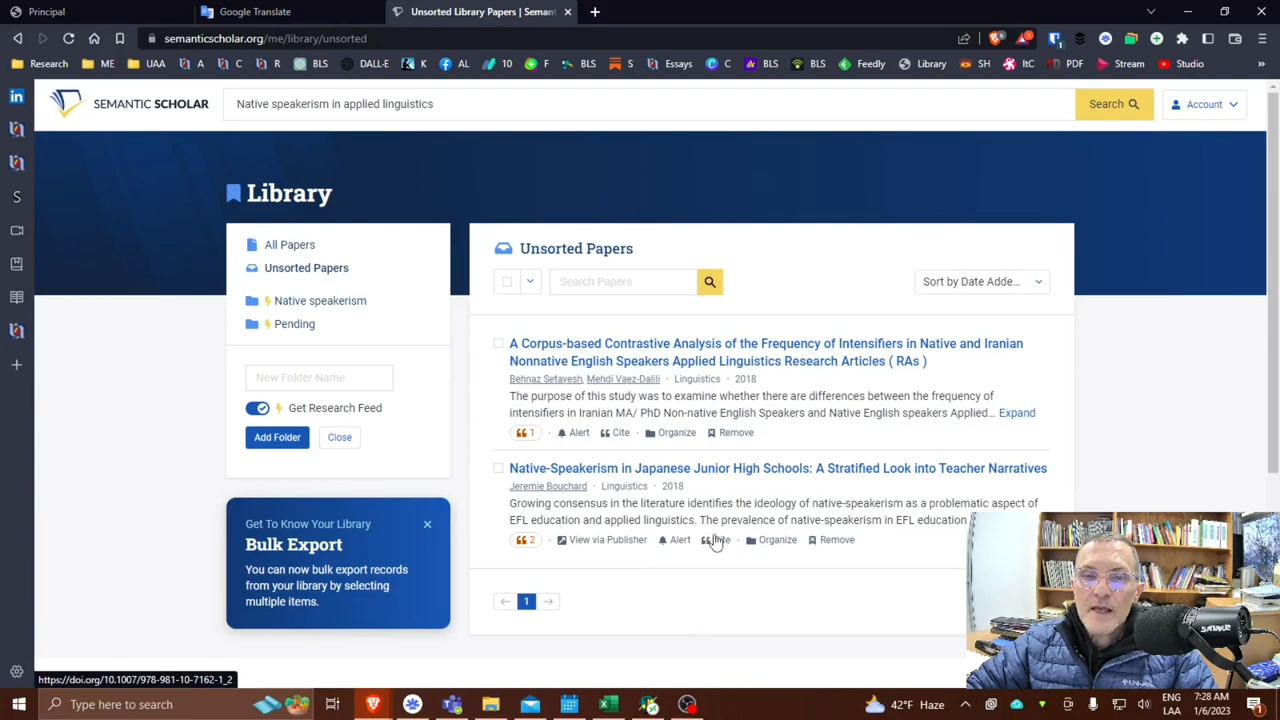 Principal
Google Translate
Unsorted Library Papers | Seman
semanticscholar.org/me/library/unsorted
Research
ME
UAA
A
C
R
BLS
DALL-E
K
AL
10
F
BLS
S
Essays
C
BLS
BLS
Feedly
Library
SH
ItC
PDF
Stream
Studio
SEMANTIC SCHOLAR
Native speakerism in applied linguistics
Search
Account
Library
All Papers
Unsorted Papers
Native speakerism
Pending
New Folder Name
Get Research Feed
Add Folder
Close
Get To Know Your Library
Bulk Export
You can now bulk export records
from your library by selecting
multiple items.
Unsorted Papers
Search Papers
Sort by Date Adde...
A Corpus-based Contrastive Analysis of the Frequency of Intensifiers in Native and Iranian
Nonnative English Speakers Applied Linguistics Research Articles ( RAs )
Behnaz Setayesh, Mehdi Vaez-Dalili · Linguistics · 2018
The purpose of this study was to examine whether there are differences between the frequency of
intensifiers in Iranian MA/ PhD Non-native English Speakers and Native English speakers Applied... Expand
1 · Alert Cite · Organize Remove
Native-Speakerism in Japanese Junior High Schools: A Stratified Look into Teacher Narratives
Jeremie Bouchard · Linguistics · 2018
Growing consensus in the literature identifies the ideology of native-speakerism as a problematic aspect of
EFL education and applied linguistics. The prevalence of native-speakerism in EFL education
2 · View via Publisher Alert · Organize Remove
1
https://doi.org/10.1007/978-981-10-7162-1_2
Type here to search
42°F Haze
ENG
LAA
7:28 AM
1/6/2023